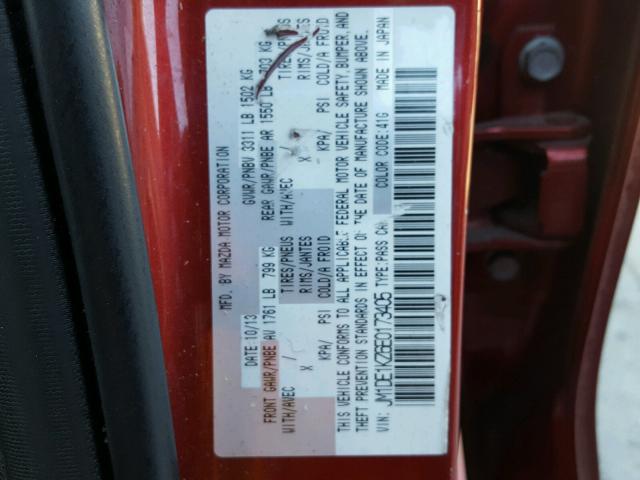 MFD. BY MAZDA MOTOR CORPORATION
DATE 10/13 GVWR/PNBV 3311 LB 1502 KG
FRONT GAWR/PNBE AV 1761 LB 799 KG REAR GAWR/PNBE AR 1550 LB 703 KG
WITH/AVEC / TIRES/PNEUS WITH/AVEC / TIRES/PNEUS
X RIMS/JANTES X RIMS/JANTES
KPA/ PSI COLD/A FROID KPA/ PSI COLD/A FROID
THIS VEHICLE CONFORMS TO ALL APPLICABLE FEDERAL MOTOR VEHICLE SAFETY, BUMPER, AND
THEFT PREVENTION STANDARDS IN EFFECT ON THE DATE OF MANUFACTURE SHOWN ABOVE.
VIN: TYPE:PASS CAR COLOR CODE:41G MADE IN JAPAN